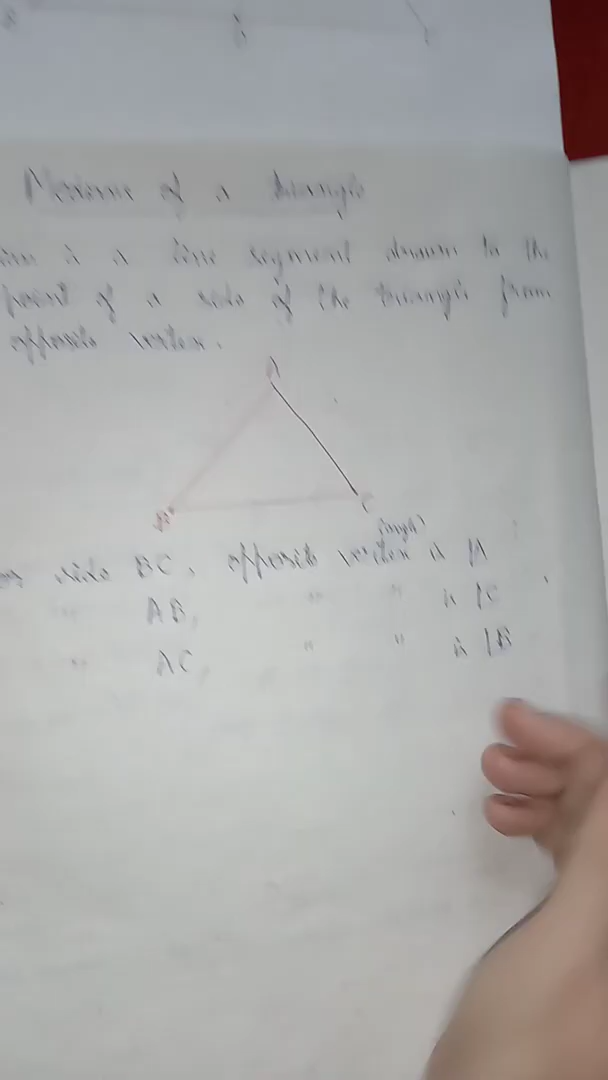 of a triangle
is a line segment drawn to the
point of a side of the triangle from
opposite vertex.
A
B
C
(angle)
side BC, opposite vertex is A
" AB, " " is C
" AC, " " is B